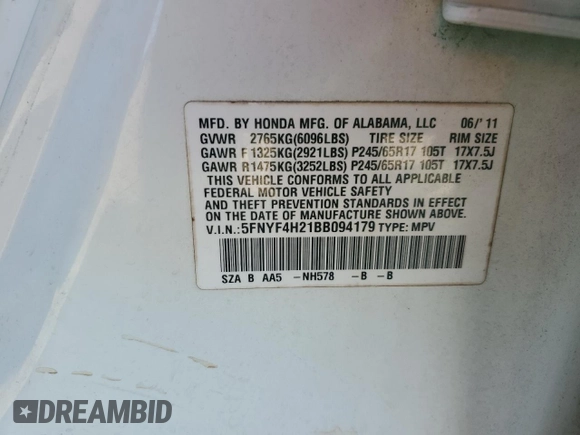 MFD. BY HONDA MFG. OF ALABAMA, LLC 06/'11
GVWR 2765KG(6096LBS) TIRE SIZE RIM SIZE
GAWR F 1325KG(2921LBS) P245/65R17 105T 17X7.5J
GAWR R1475KG(3252LBS) P245/65R17 105T 17X7.5J
THIS VEHICLE CONFORMS TO ALL APPLICABLE
FEDERAL MOTOR VEHICLE SAFETY
AND THEFT PREVENTION STANDARDS IN EFFECT
ON THE DATE OF MANUFACTURE SHOWN ABOVE.
V.I.N.: 5FNYF4H21BB094179 TYPE: MPV
SZA B AA5 -NH578 -B -B
DREAMBID